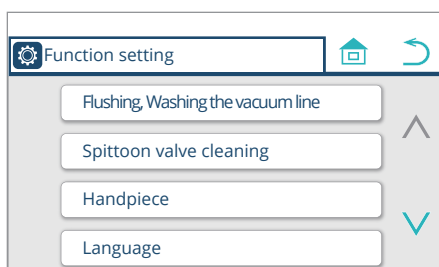 Function setting
Flushing, Washing the vacuum line
Spittoon valve cleaning
Handpiece
Language